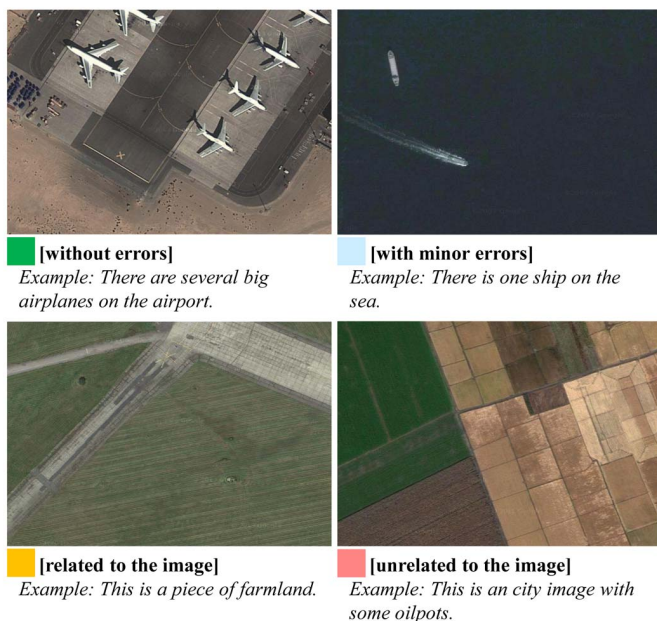 [without errors]
Example: There are several big
airplanes on the airport.
[with minor errors]
Example: There is one ship on the
sea.
[related to the image]
Example: This is a piece of farmland.
[unrelated to the image]
Example: This is an city image with
some oilpots.